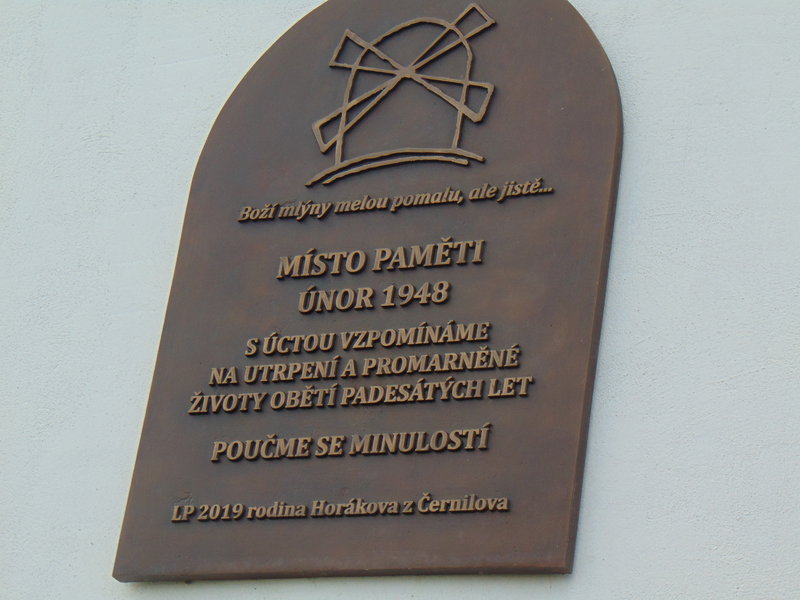 Boží mlýny melou pomalu, ale jistě...
MÍSTO PAMĚTI
ÚNOR 1948
S ÚCTOU VZPOMÍNÁME
NA UTRPENÍ A PROMARNĚNÉ
ŽIVOTY OBĚTÍ PADESÁTÝCH LET
POUČME SE MINULOSTÍ
LP 2019 rodina Horákova z Černilova